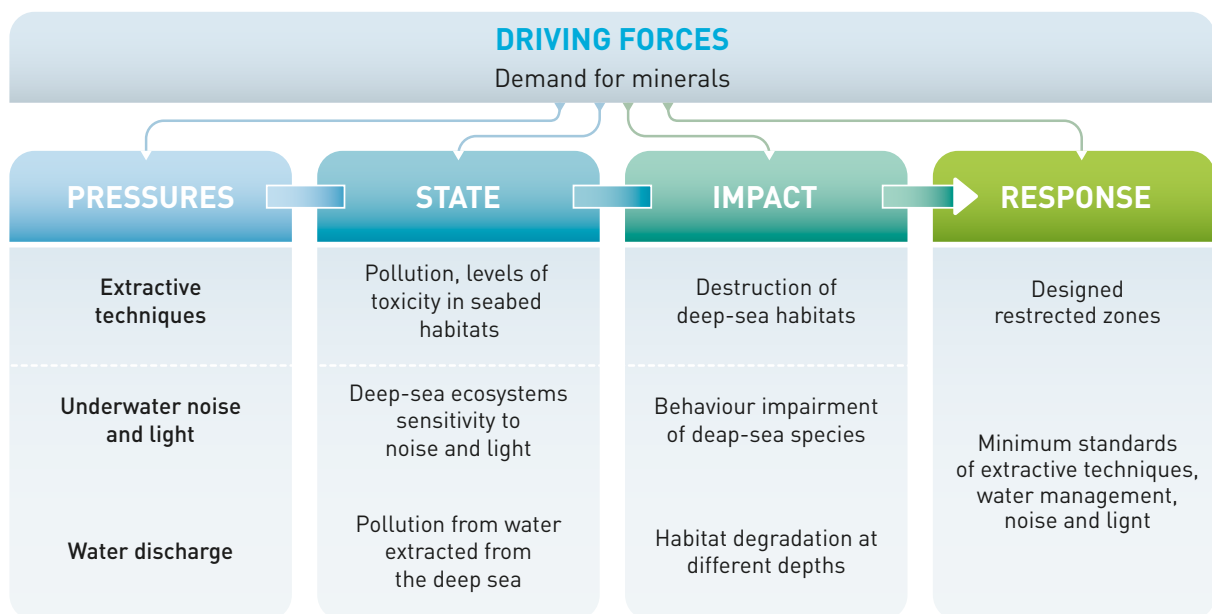 DRIVING FORCES
Demand for minerals
PRESSURES
STATE
IMPACT
RESPONSE
Extractive
techniques
Pollution, levels of
toxicity in seabed
habitats
Destruction of
deep-sea habitats
Designed
restrected zones
Underwater noise
and light
Deep-sea ecosystems
sensitivity to
noise and light
Behaviour impairment
of deap-sea species
Minimum standards
of extractive techniques,
water management,
noise and lignt
Water discharge
Pollution from water
extracted from
the deep sea
Habitat degradation at
different depths